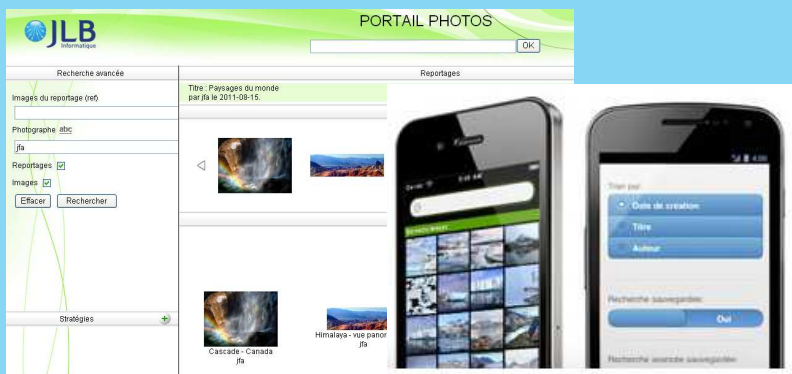 JLB
Informatique
PORTAIL PHOTOS
OK
Recherche avancée
Reportages
Titre : Paysages du monde
par jfa le 2011-08-15.
Images du reportage (ref)
Photographe abc
jfa
Reportages
Images
Effacer Rechercher
Stratégies
Cascade - Canada
jfa
Himalaya - vue panor
jfa
4:00
Trier par
Date de création
Titre
Auteur
Recherche sauvegardée
Oui
Recherche avancée sauvegardée